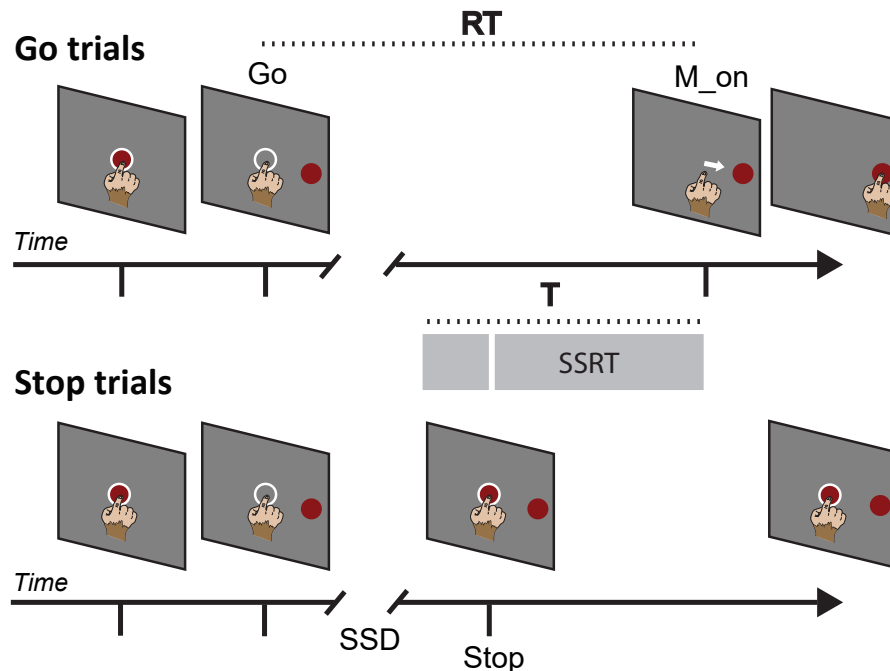 RT
Go trials
Go
M_on
Time
T
SSRT
Stop trials
Time
SSD
Stop